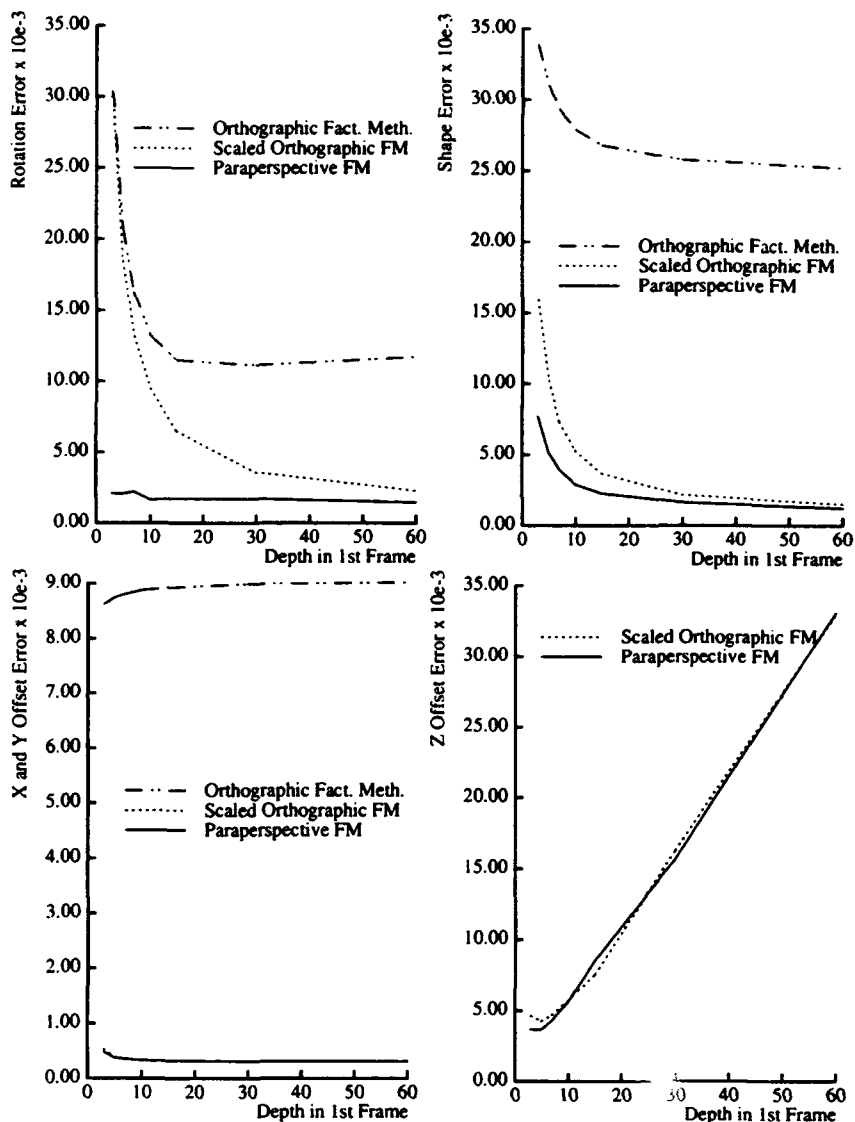 Rotation Error x 10e-3
35.00
30.00
25.00
20.00
15.00
10.00
5.00
0.00
Orthographic Fact. Meth.
Scaled Orthographic FM
Paraperspective FM
0 10 20 30 40 50 60
Depth in 1st Frame
Shape Error x 10e-3
35.00
30.00
25.00
20.00
15.00
10.00
5.00
0.00
Orthographic Fact. Meth.
Scaled Orthographic FM
Paraperspective FM
0 10 20 30 40 50 60
Depth in 1st Frame
X and Y Offset Error x 10e-3
9.00
8.00
7.00
6.00
5.00
4.00
3.00
2.00
1.00
0.00
Orthographic Fact. Meth.
Scaled Orthographic FM
Paraperspective FM
0 10 20 30 40 50 60
Depth in 1st Frame
Z Offset Error x 10e-3
35.00
30.00
25.00
20.00
15.00
10.00
5.00
0.00
Scaled Orthographic FM
Paraperspective FM
0 10 20 40 50 60
Depth in 1st Frame